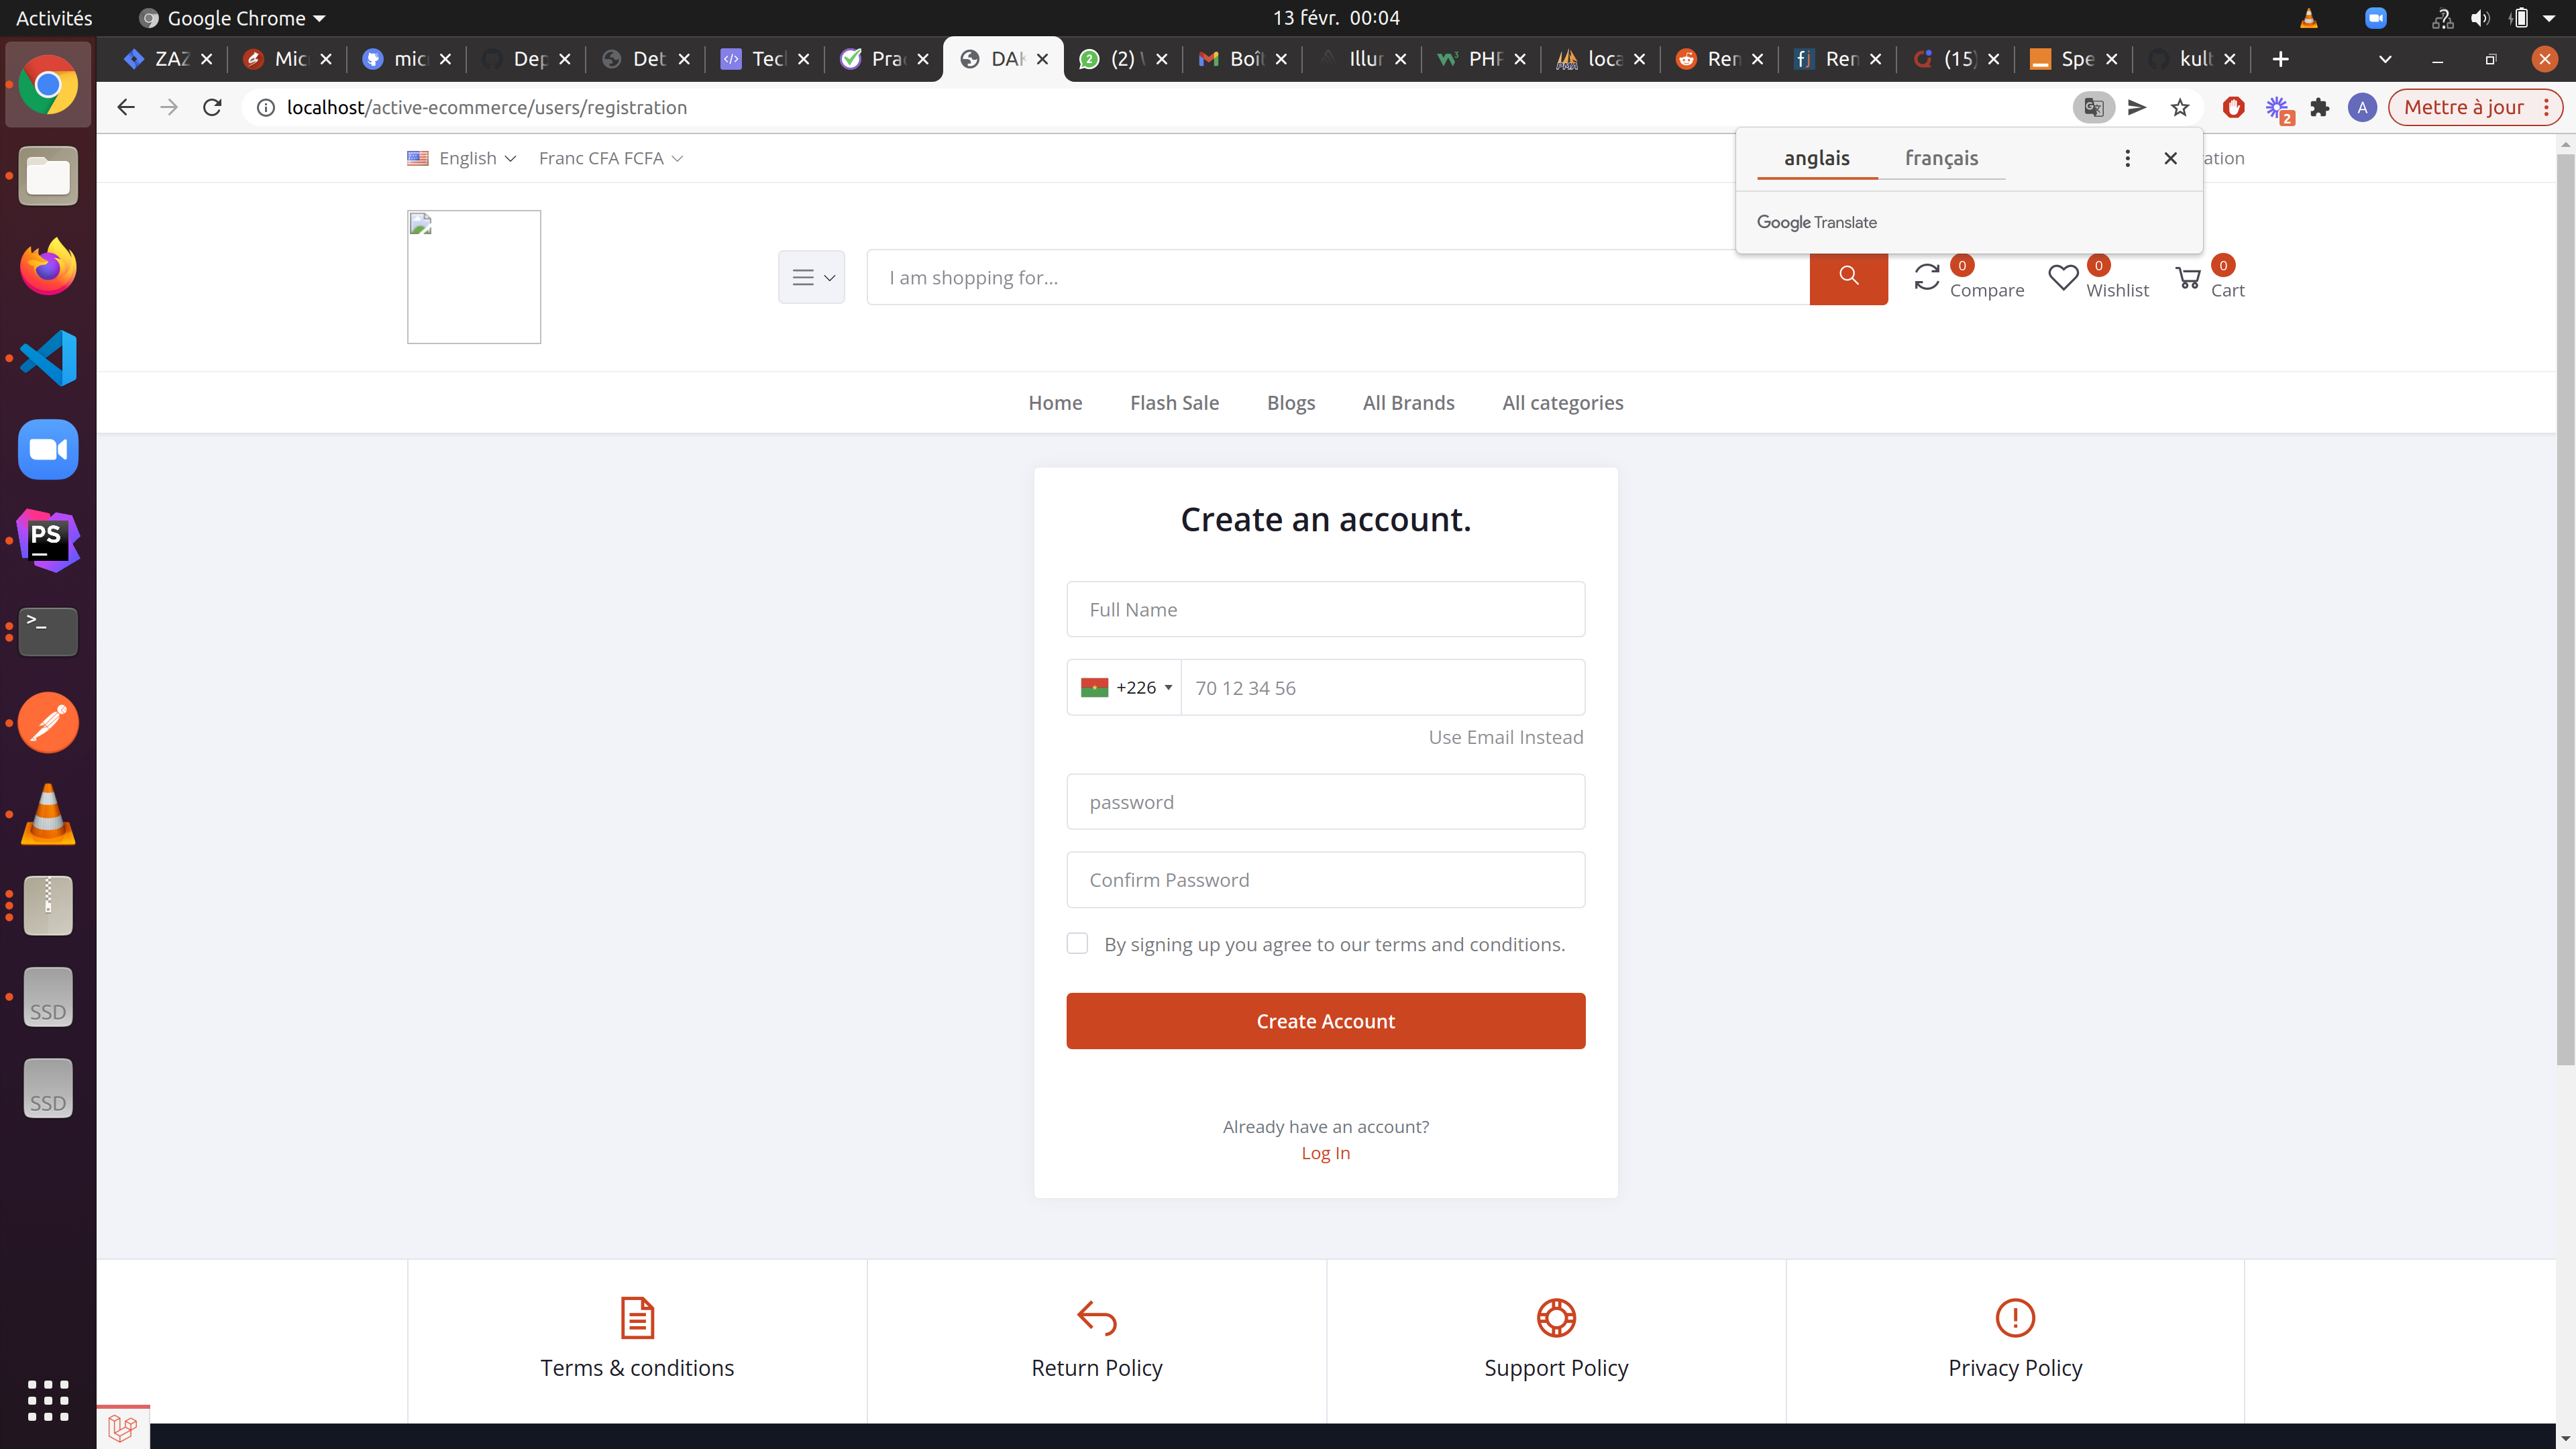 Activités
Google Chrome
13 févr. 00:04
ZAZ
Mic
mic
Dep
Det
Tec
Pra
DAK
(2)
Boît
Illur
PHP
loca
Ren
Ren
(15)
Spe
kult
localhost/active-ecommerce/users/registration
2
A
Mettre à jour
English
Franc CFA FCFA
anglais
français
ation
Google Translate
I am shopping for...
0
Compare
0
Wishlist
0
Cart
Home
Flash Sale
Blogs
All Brands
All categories
Create an account.
Full Name
+226
70 12 34 56
Use Email Instead
password
Confirm Password
By signing up you agree to our terms and conditions.
Create Account
Already have an account?
Log In
Terms & conditions
Return Policy
Support Policy
Privacy Policy
PS
>_
SSD
SSD